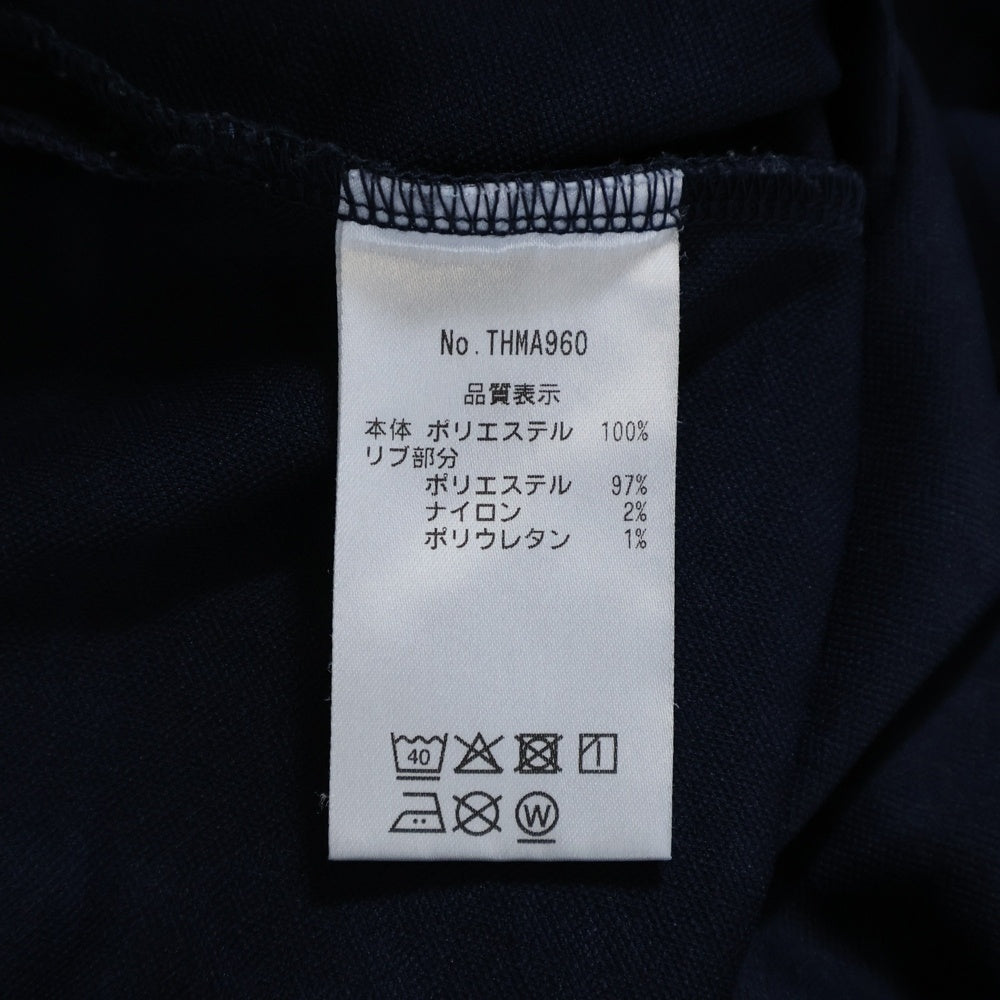 No.THMA960
品質表示
本体 ポリエステル 100%
リブ部分
ポリエステル 97%
ナイロン 2%
ポリウレタン 1%
40
W